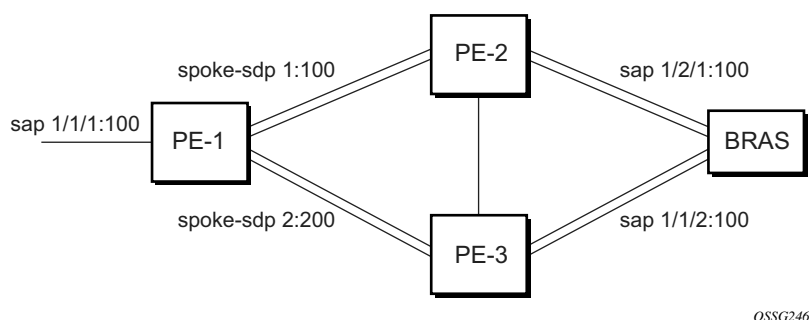 PE-2
spoke-sdp 1:100
sap 1/2/1:100
sap 1/1/1:100
PE-1
BRAS
spoke-sdp 2:200
sap 1/1/2:100
PE-3
OSSG246